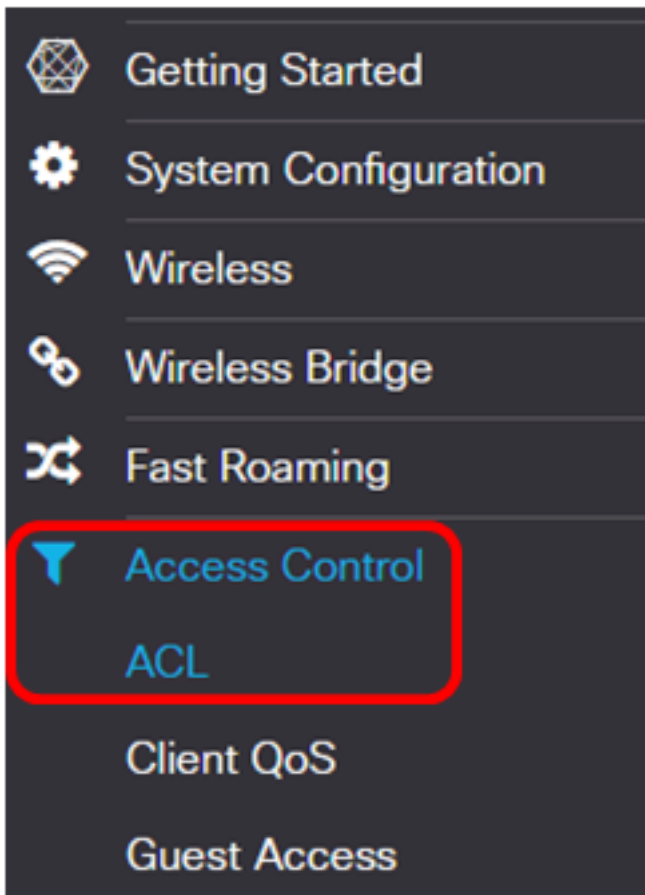 Getting Started
System Configuration
Wireless
Wireless Bridge
Fast Roaming
Access Control
ACL
Client QoS
Guest Access